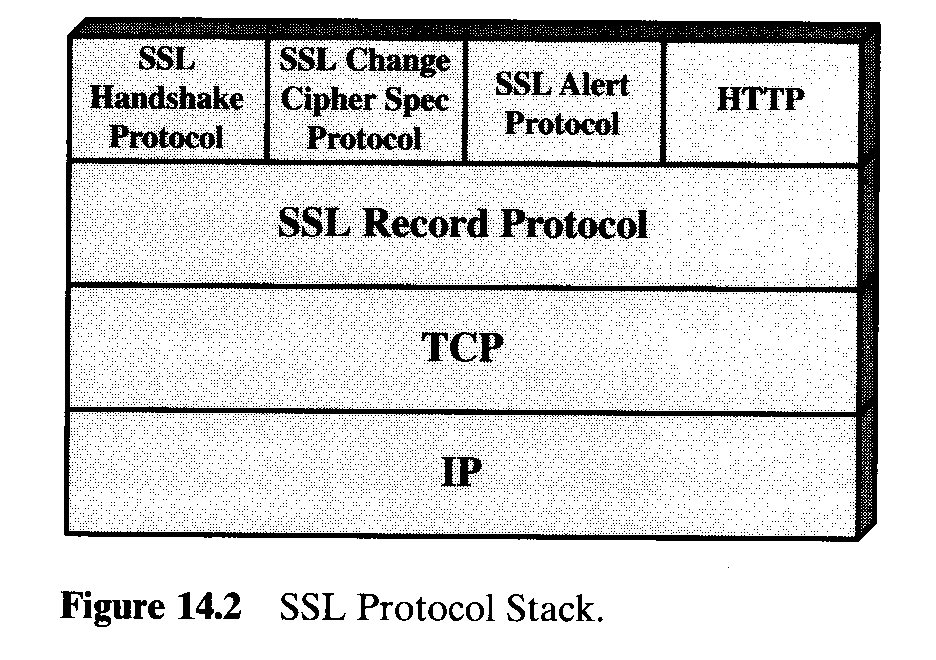 SSL
Handshake
Protocol
SSL Change
Cipher Spec
Protocol
SSL Alert
Protocol
HTTP
SSL Record Protocol
TCP
IP
Figure 14.2 SSL Protocol Stack.